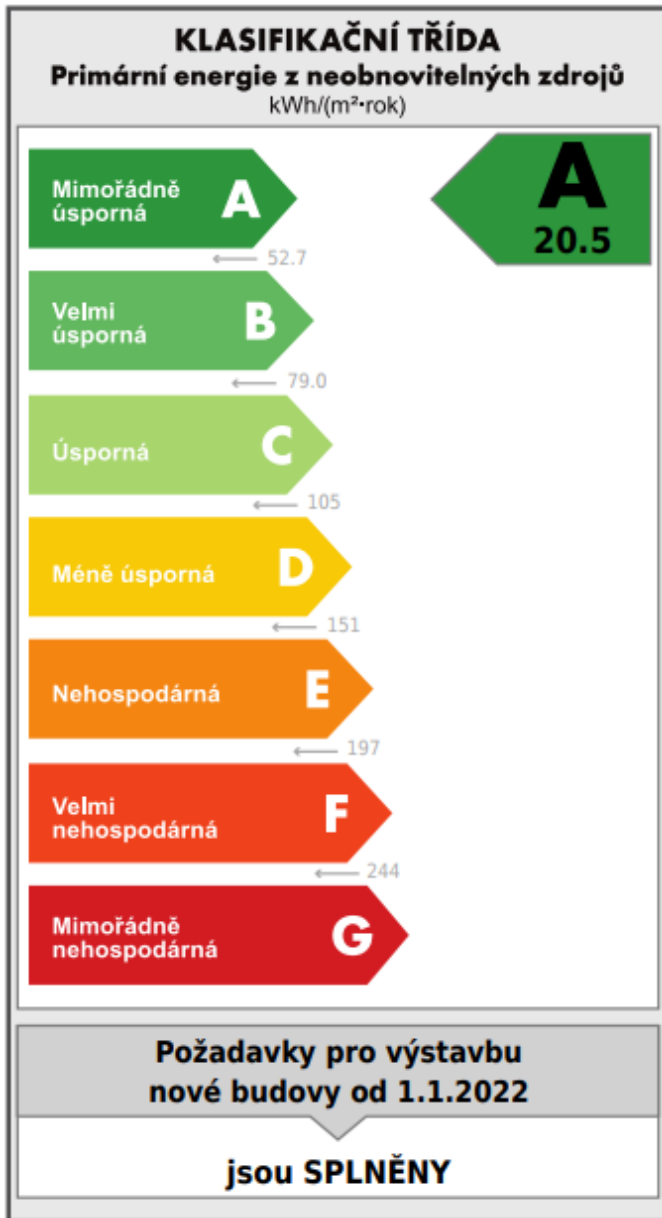 KLASIFIKAČNÍ TŘÍDA
Primární energie z neobnovitelných zdrojů
kWh/(m²·rok)
Mimořádně
úsporná
A
A
20.5
← 52.7
Velmi
úsporná
B
← 79.0
Úsporná
C
← 105
Méně úsporná
D
← 151
Nehospodárná
E
← 197
Velmi
nehospodárná
F
← 244
Mimořádně
nehospodárná
G
Požadavky pro výstavbu
nové budovy od 1.1.2022
jsou SPLNĚNY